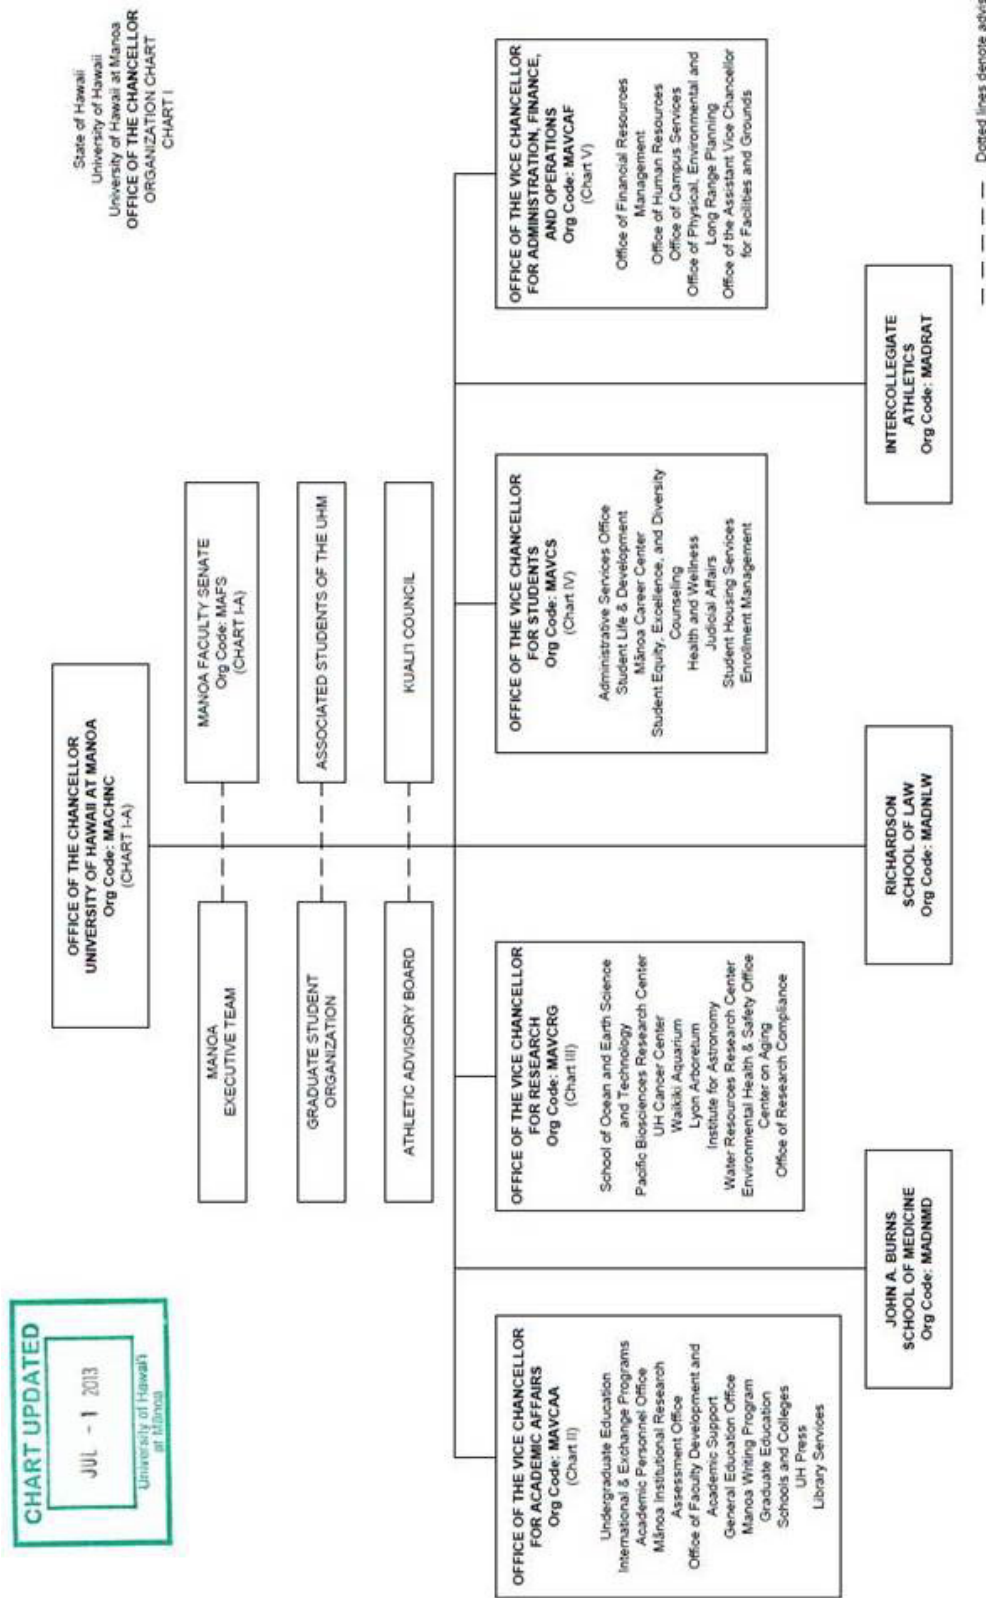 CHART UPDATED
JUL - 1 2013
University of Hawai'i
at Mānoa
State of Hawaii
University of Hawaii
University of Hawaii at Manoa
OFFICE OF THE CHANCELLOR
ORGANIZATION CHART
CHART I
OFFICE OF THE CHANCELLOR
UNIVERSITY OF HAWAII AT MANOA
Org Code: MACHNC
(CHART I-A)
MANOA
EXECUTIVE TEAM
MANOA FACULTY SENATE
Org Code: MAFS
(CHART I-A)
GRADUATE STUDENT
ORGANIZATION
ASSOCIATED STUDENTS OF THE UHM
ATHLETIC ADVISORY BOARD
KUALI'I COUNCIL
OFFICE OF THE VICE CHANCELLOR
FOR ACADEMIC AFFAIRS
Org Code: MAVCAA
(Chart II)
Undergraduate Education
International & Exchange Programs
Academic Personnel Office
Mānoa Institutional Research
Assessment Office
Office of Faculty Development and
Academic Support
General Education Office
Manoa Writing Program
Graduate Education
Schools and Colleges
UH Press
Library Services
OFFICE OF THE VICE CHANCELLOR
FOR RESEARCH
Org Code: MAVCRG
(Chart III)
School of Ocean and Earth Science
and Technology
Pacific Biosciences Research Center
UH Cancer Center
Waikiki Aquarium
Lyon Arboretum
Institute for Astronomy
Water Resources Research Center
Environmental Health & Safety Office
Center on Aging
Office of Research Compliance
OFFICE OF THE VICE CHANCELLOR
FOR STUDENTS
Org Code: MAVCS
(Chart IV)
Administrative Services Office
Student Life & Development
Mānoa Career Center
Student Equity, Excellence, and Diversity
Counseling
Health and Wellness
Judicial Affairs
Student Housing Services
Enrollment Management
OFFICE OF THE VICE CHANCELLOR
FOR ADMINISTRATION, FINANCE,
AND OPERATIONS
Org Code: MAVCAF
(Chart V)
Office of Financial Resources
Management
Office of Human Resources
Office of Campus Services
Office of Physical, Environmental and
Long Range Planning
Office of the Assistant Vice Chancellor
for Facilities and Grounds
JOHN A. BURNS
SCHOOL OF MEDICINE
Org Code: MADNMD
RICHARDSON
SCHOOL OF LAW
Org Code: MADNLW
INTERCOLLEGIATE
ATHLETICS
Org Code: MADRAT
Dotted lines denote